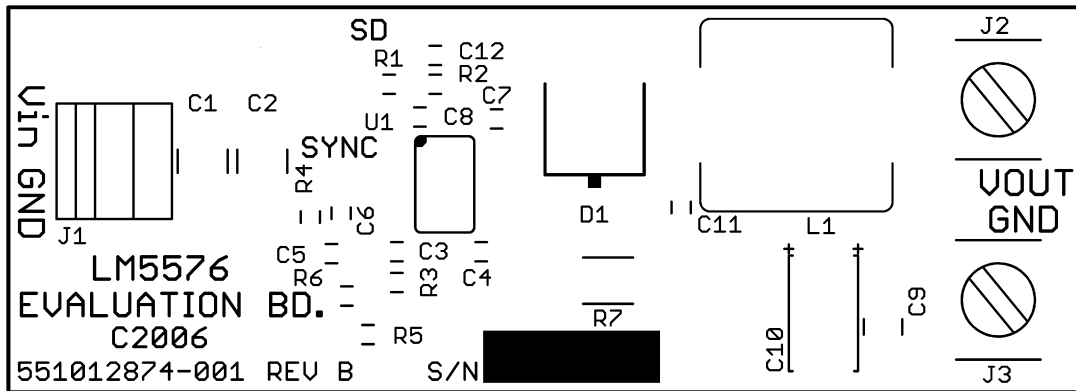 SD
J2
R1
C12
R2
C1
C2
C7
C8
U1
Vin GND
SYNC
R4
VOUT
GND
D1
C6
C11
L1
J1
C5
C3
C4
R3
LM5576
R6
EVALUATION BD.
C9
R7
C2006
R5
C10
551012874-001 REV B
S/N
J3